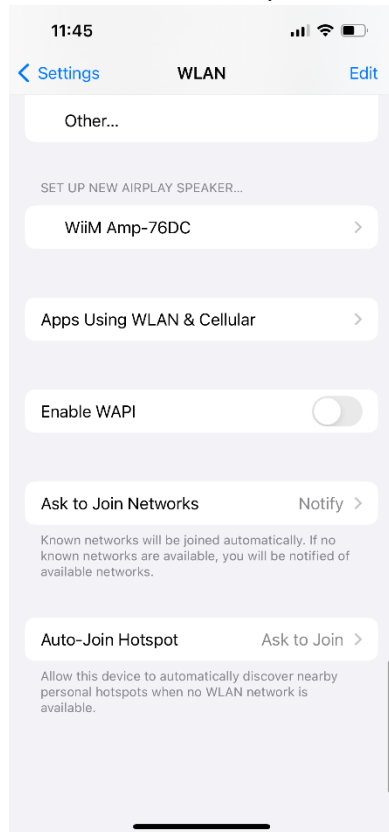 11:45
Settings WLAN Edit
Other...
SET UP NEW AIRPLAY SPEAKER...
WiiM Amp-76DC
Apps Using WLAN & Cellular
Enable WAPI
Ask to Join Networks Notify
Known networks will be joined automatically. If no
known networks are available, you will be notified of
available networks.
Auto-Join Hotspot Ask to Join
Allow this device to automatically discover nearby
personal hotspots when no WLAN network is
available.